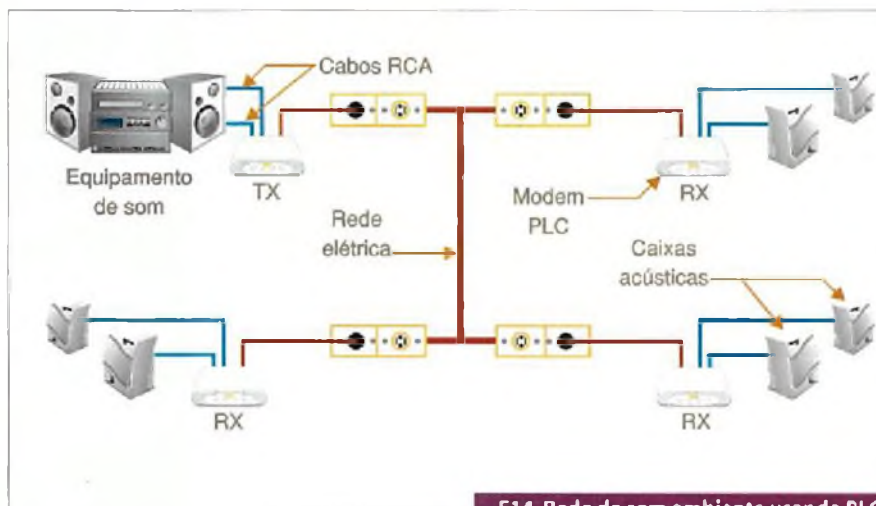 Cabos RCA
Equipamento
de som
TX
Rede
elétrica
Modem
PLC
RX
Caixas
acústicas
RX
RX